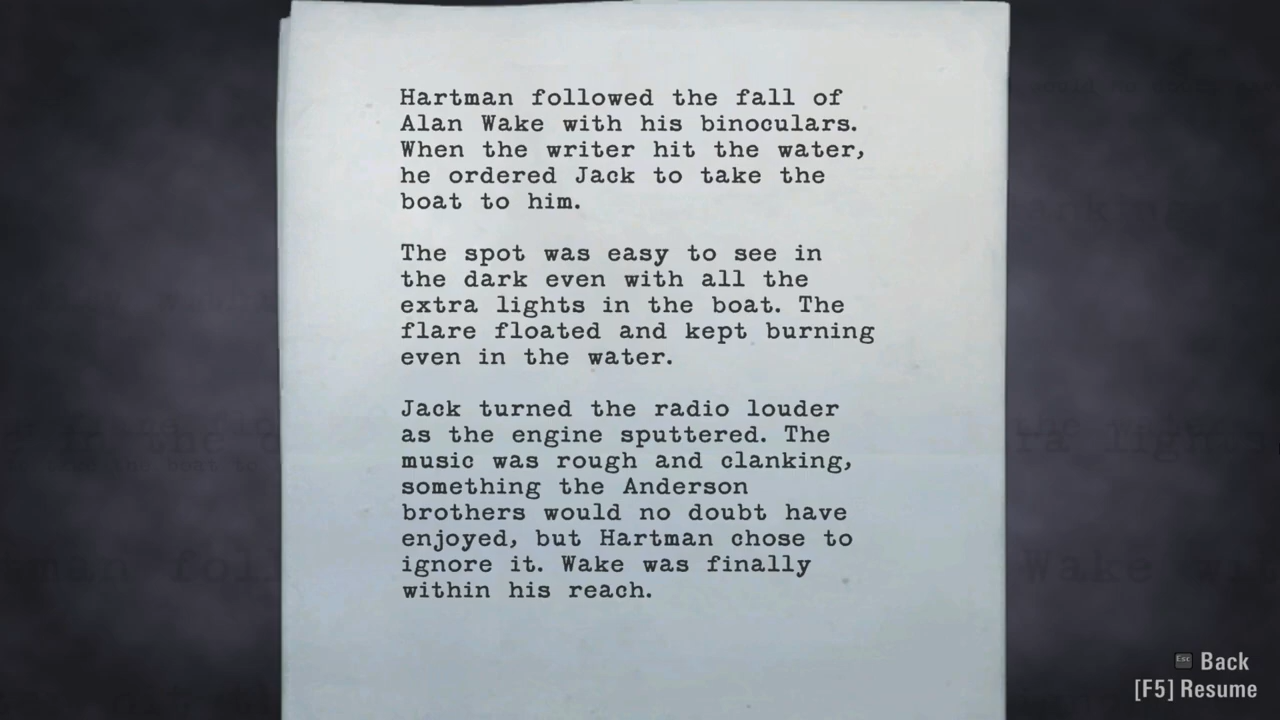 Hartman followed the fall of
Alan Wake with his binoculars.
When the writer hit the water,
he ordered Jack to take the
boat to him.
The spot was easy to see in
the dark even with all the
extra lights in the boat. The
flare floated and kept burning
even in the water.
Jack turned the radio louder
as the engine sputtered. The
music was rough and clanking,
something the Anderson
brothers would no doubt have
enjoyed, but Hartman chose to
ignore it. Wake was finally
within his reach.
Esc Back
[F5] Resume